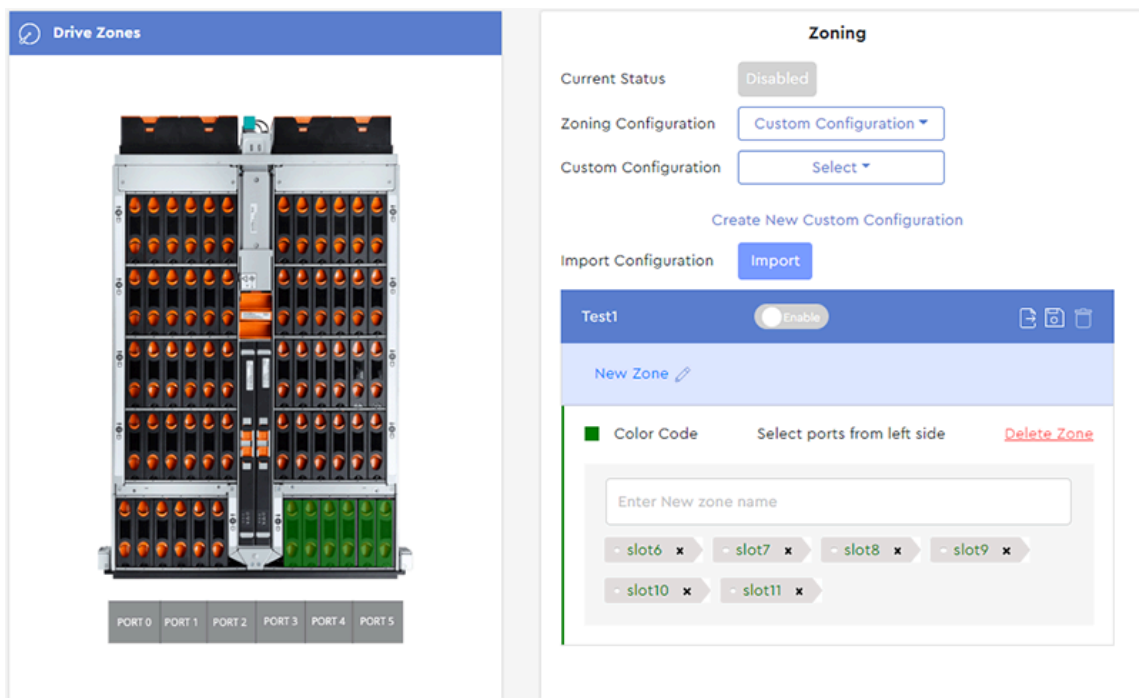 Drive Zones
PORT 0 PORT 1 PORT 2 PORT 3 PORT 4 PORT 5
Zoning
Current Status Disabled
Zoning Configuration Custom Configuration
Custom Configuration Select
Create New Custom Configuration
Import Configuration Import
Test1 Enable
New Zone
Color Code Select ports from left side Delete Zone
Enter New zone name
slot6 x slot7 x slot8 x slot9 x
slot10 x slot11 x